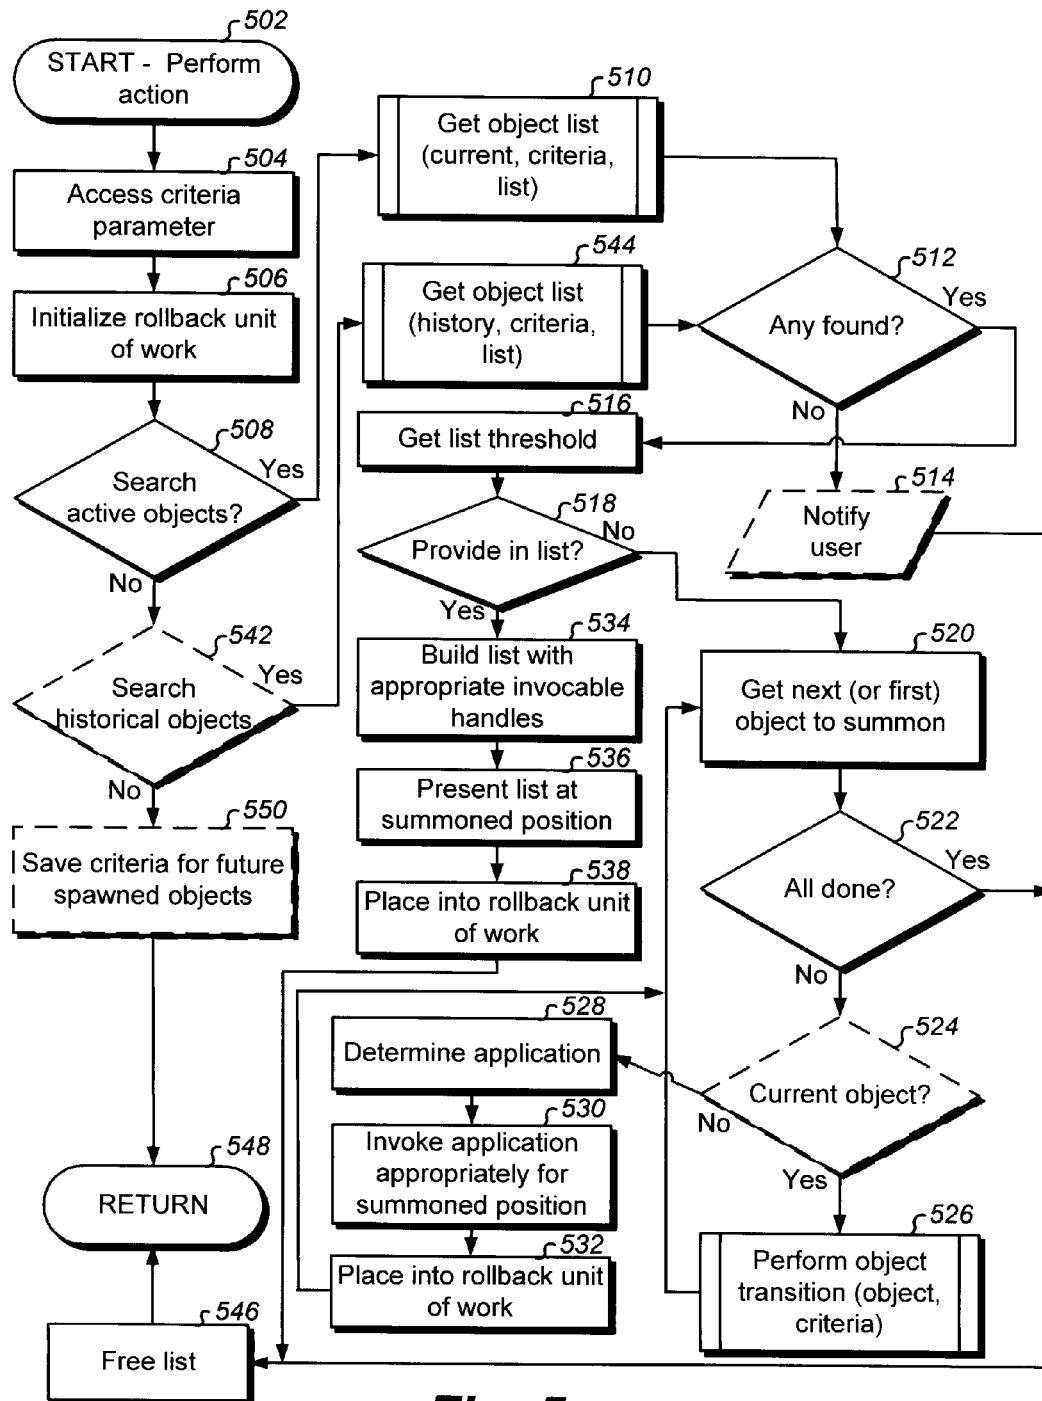 502
START - Perform
action
504
Access criteria
parameter
506
Initialize rollback unit
of work
508
Search
active objects?
Yes
No
542
Search
historical objects
Yes
No
550
Save criteria for future
spawned objects
548
RETURN
546
Free list
510
Get object list
(current, criteria,
list)
544
Get object list
(history, criteria,
list)
512
Any found?
Yes
No
514
Notify
user
516
Get list threshold
518
Provide in list?
No
Yes
534
Build list with
appropriate invocable
handles
536
Present list at
summoned position
538
Place into rollback unit
of work
520
Get next (or first)
object to summon
522
All done?
Yes
No
524
Current object?
No
Yes
526
Perform object
transition (object,
criteria)
528
Determine application
530
Invoke application
appropriately for
summoned position
532
Place into rollback unit
of work